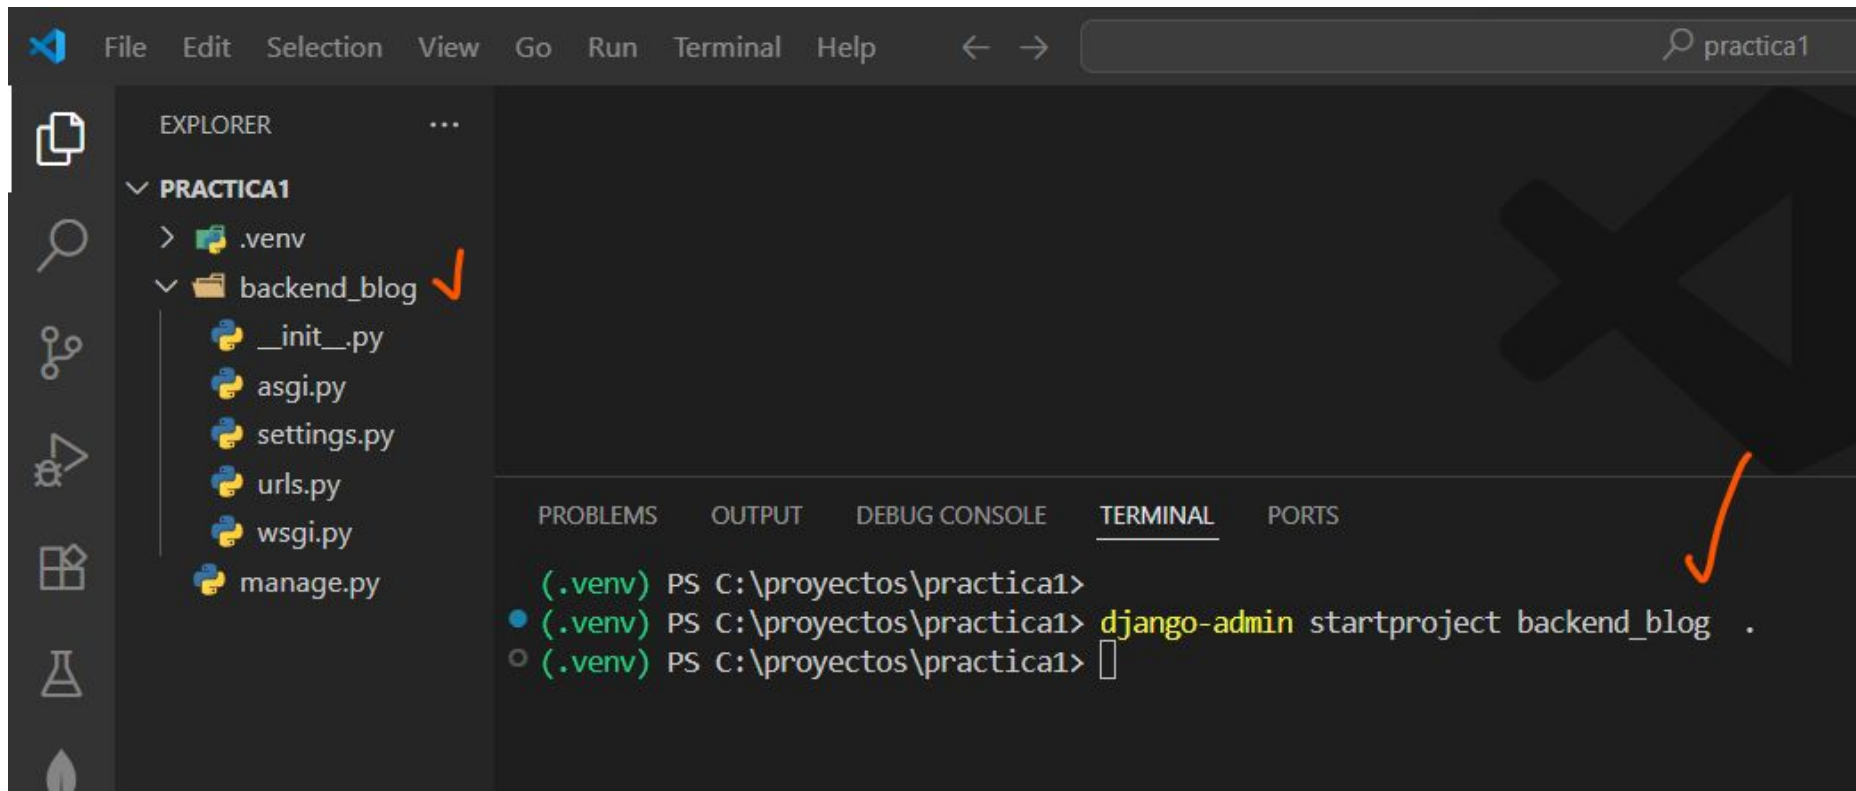 File Edit Selection View Go Run Terminal Help practica1
EXPLORER ...
PRACTICA1
.venv
backend_blog
__init__.py
asgi.py
settings.py
urls.py
wsgi.py
manage.py
PROBLEMS OUTPUT DEBUG CONSOLE TERMINAL PORTS
(.venv) PS C:\proyectos\practica1>
(.venv) PS C:\proyectos\practica1> django-admin startproject backend_blog  .
(.venv) PS C:\proyectos\practica1>